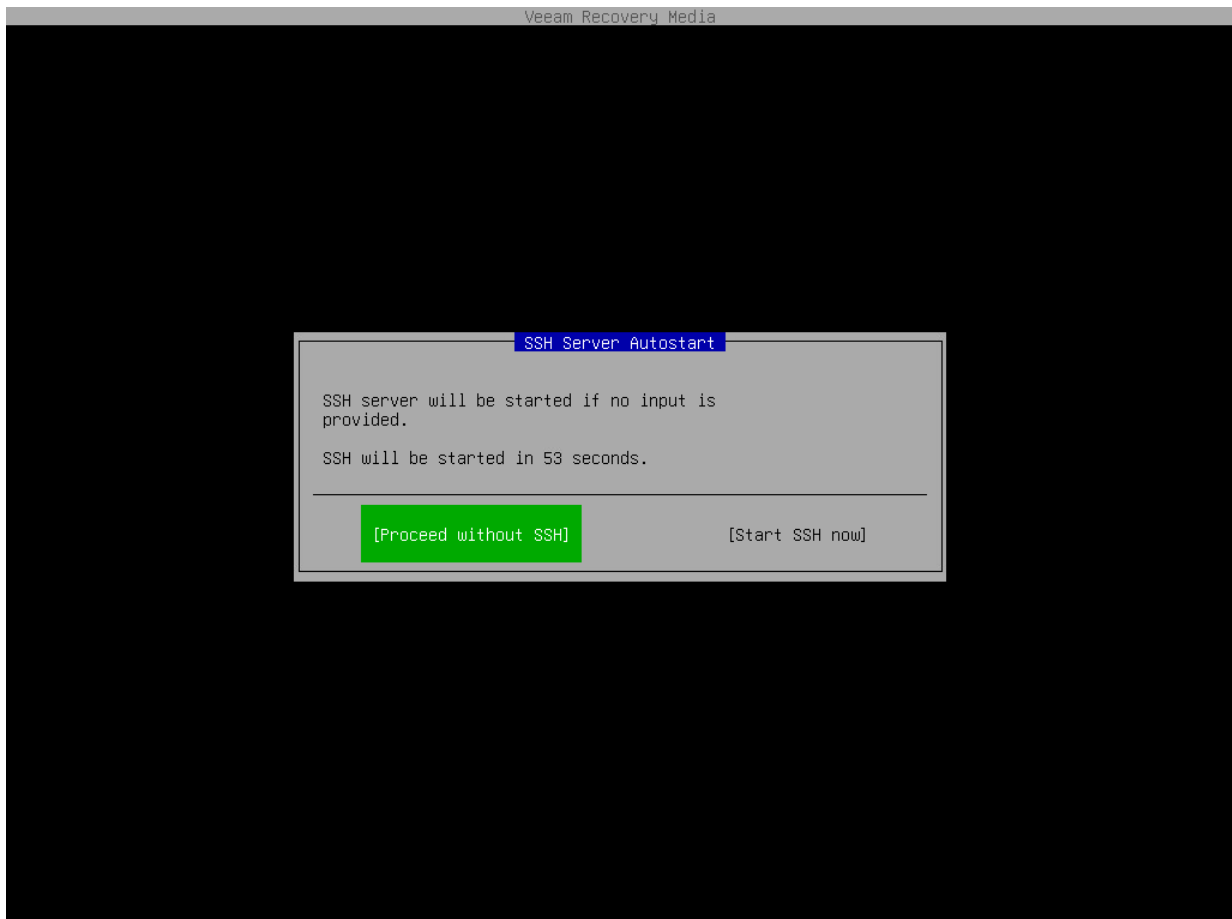 Veeam Recovery Media
SSH Server Autostart
SSH server will be started if no input is
provided.
SSH will be started in 53 seconds.
[Proceed without SSH] [Start SSH now]